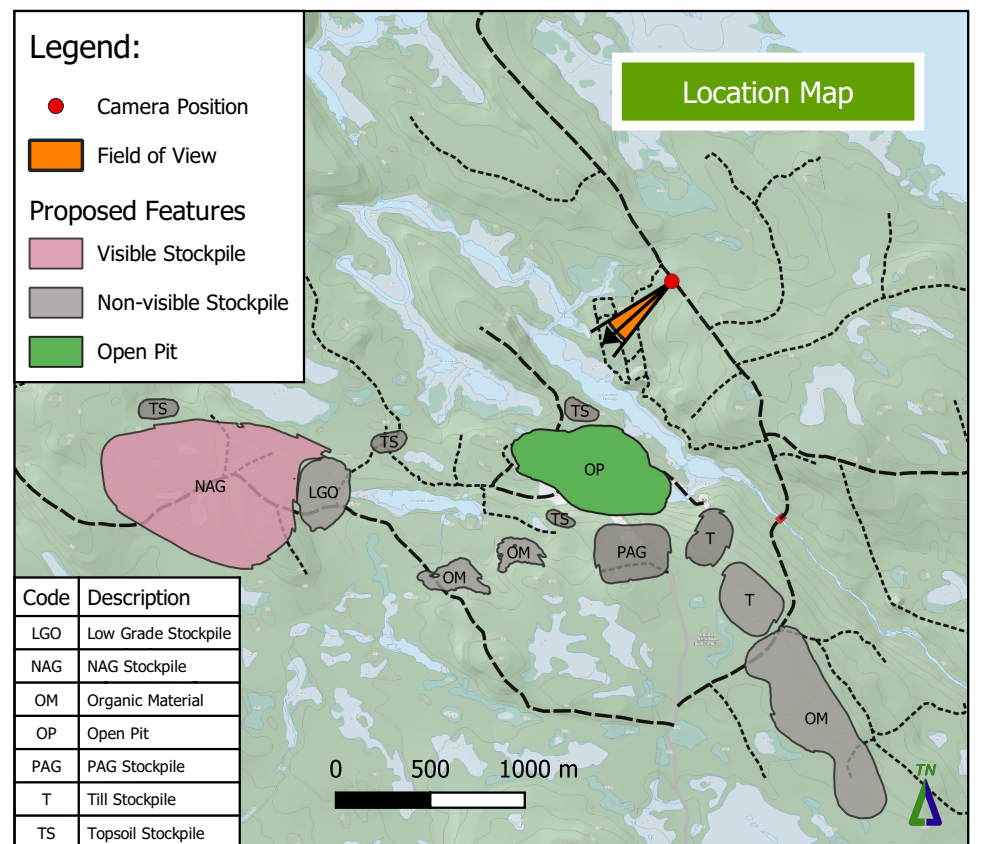 Legend:
Camera Position
Field of View
Proposed Features
Visible Stockpile
Non-visible Stockpile
Open Pit
Location Map
TS
TS
TS
NAG
LGO
OP
TS
OM
OM
PAG
T
T
OM
Code Description
LGO Low Grade Stockpile
NAG NAG Stockpile
OM Organic Material
OP Open Pit
PAG PAG Stockpile
T Till Stockpile
TS Topsoil Stockpile
0 500 1000 m
TN